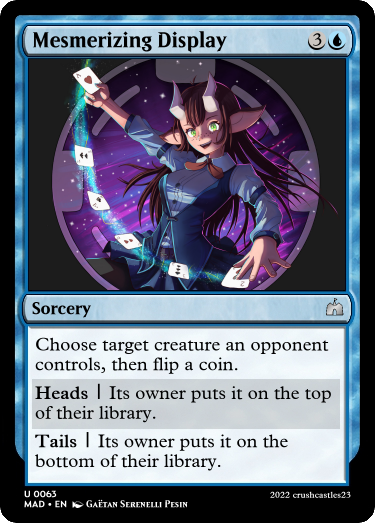 Mesmerizing Display 3
Sorcery
Choose target creature an opponent
controls, then flip a coin.
Heads | Its owner puts it on the top
of their library.
Tails | Its owner puts it on the
bottom of their library.
U 0063
MAD • EN Gaëtan Serenelli Pesin
2022 crushcastles23